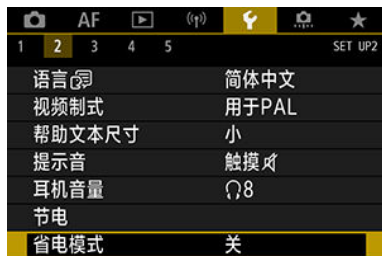 AF
1 2 3 4 5 SET UP2
语言 简体中文
视频制式 用于PAL
帮助文本尺寸 小
提示音 触摸
耳机音量 8
节电
省电模式 关